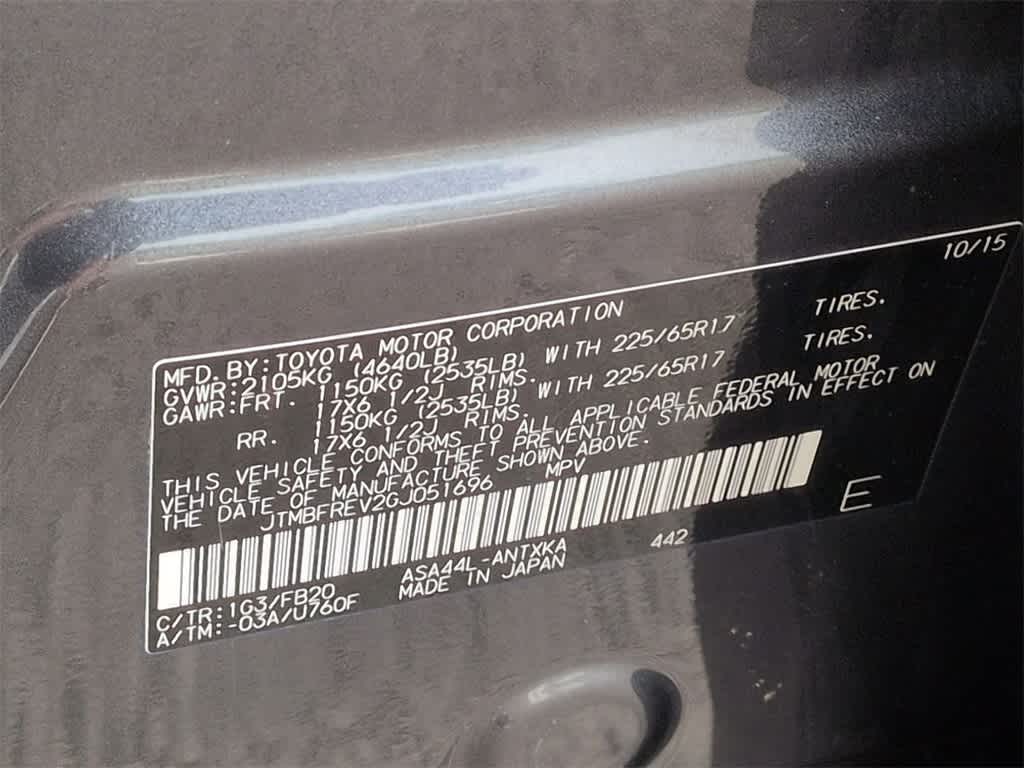 10/15
MFD.BY:TOYOTA MOTOR CORPORATION
GVWR:2105KG (4640LB)
GAWR:FRT. 1150KG (2535LB) WITH 225/65R17 TIRES.
17X6 1/2J RIMS.
RR. 1150KG (2535LB) WITH 225/65R17 TIRES.
17X6 1/2J RIMS.
THIS VEHICLE CONFORMS TO ALL APPLICABLE FEDERAL MOTOR
VEHICLE SAFETY AND THEFT PREVENTION STANDARDS IN EFFECT ON
THE DATE OF MANUFACTURE SHOWN ABOVE.
JTMBFREV2GJ051696 MPV
E
ASA44L-ANTXKA 442
C/TR:1G3/FB20 MADE IN JAPAN
A/TM:-03A/U760F